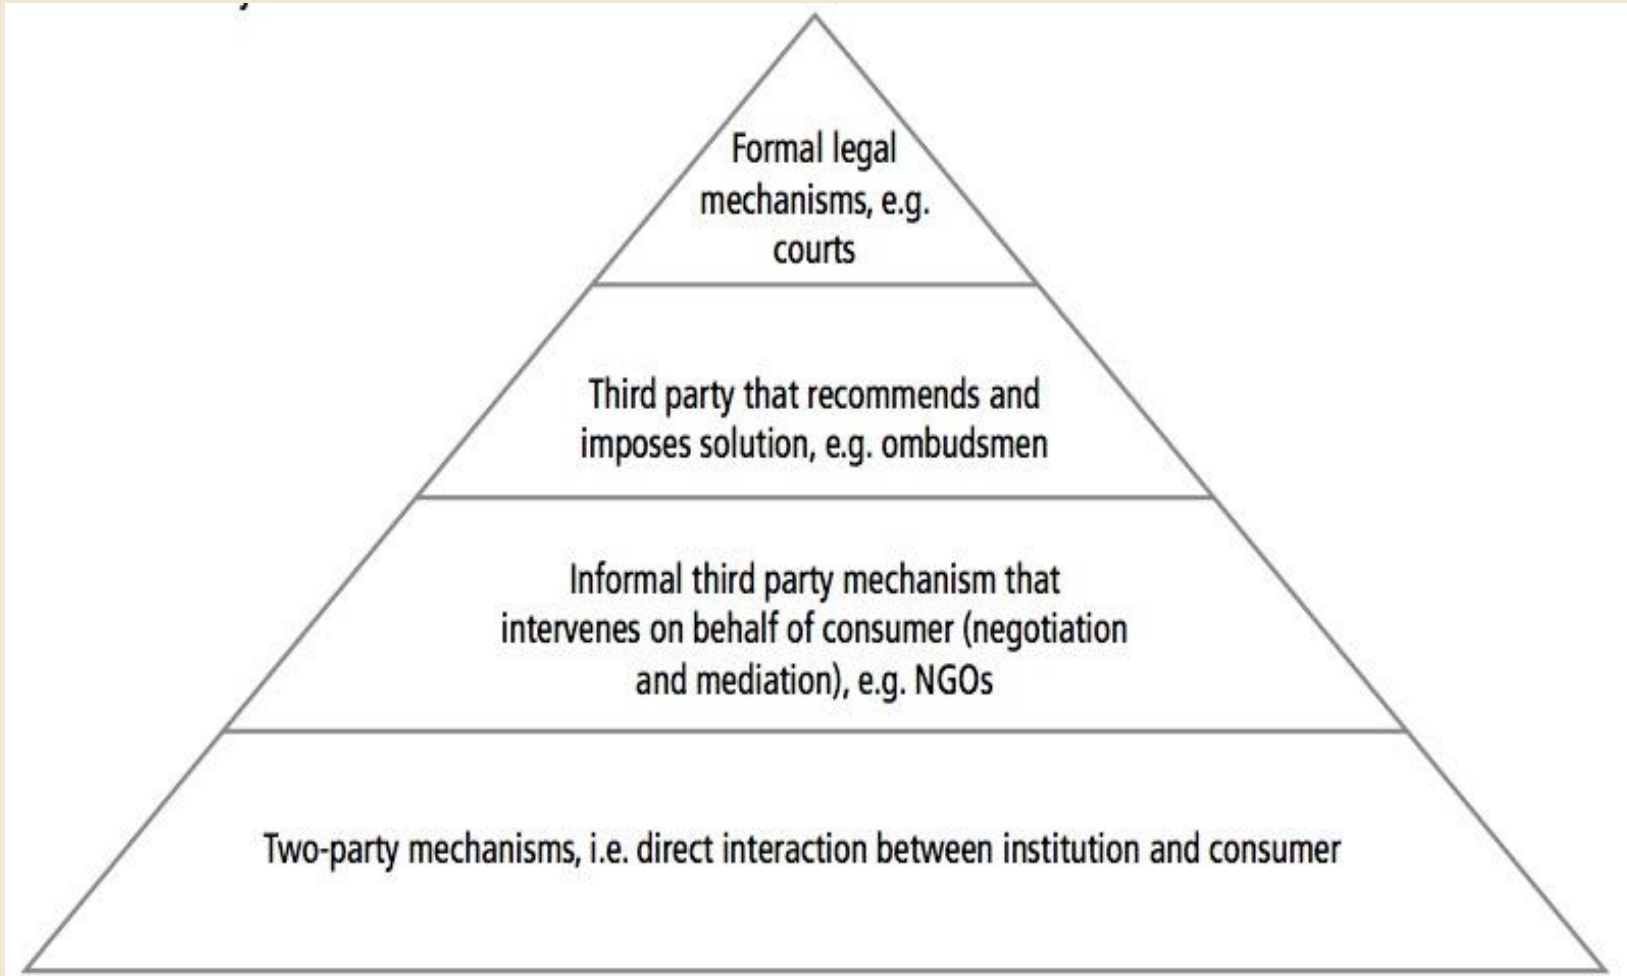 Formal legal
mechanisms, e.g.
courts
Third party that recommends and
imposes solution, e.g. ombudsmen
Informal third party mechanism that
intervenes on behalf of consumer (negotiation
and mediation), e.g. NGOs
Two-party mechanisms, i.e. direct interaction between institution and consumer